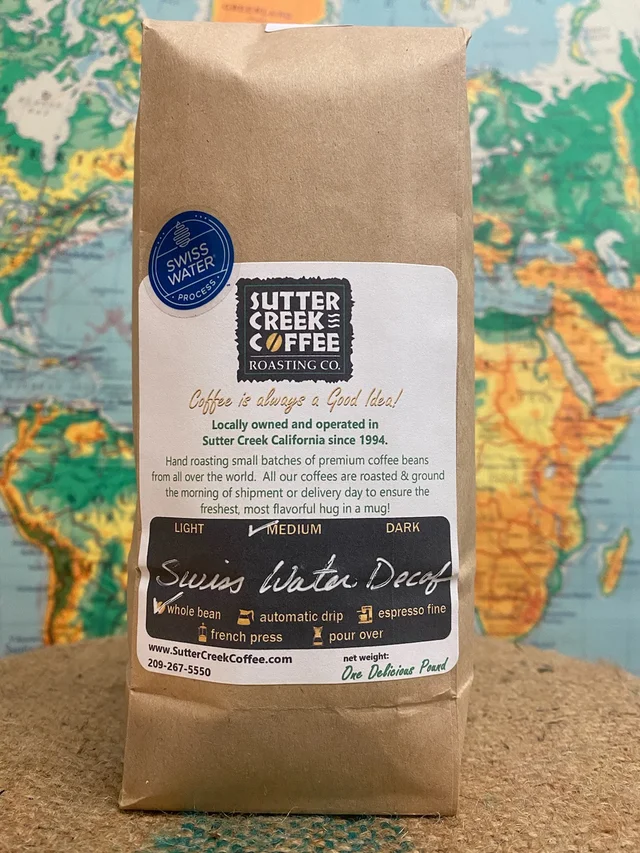 GREENLAND
SWISS
WATER
PROCESS
SUTTER
CREEK
COFFEE
ROASTING CO.
Coffee is always a Good Idea!
Locally owned and operated in
Sutter Creek California since 1994.
Hand roasting small batches of premium coffee beans
from all over the world. All our coffees are roasted & ground
the morning of shipment or delivery day to ensure the
freshest, most flavorful hug in a mug!
LIGHT MEDIUM DARK
Swiss Water Decaf
whole bean automatic drip espresso fine
french press pour over
www.SutterCreekCoffee.com
209-267-5550
net weight:
One Delicious Pound